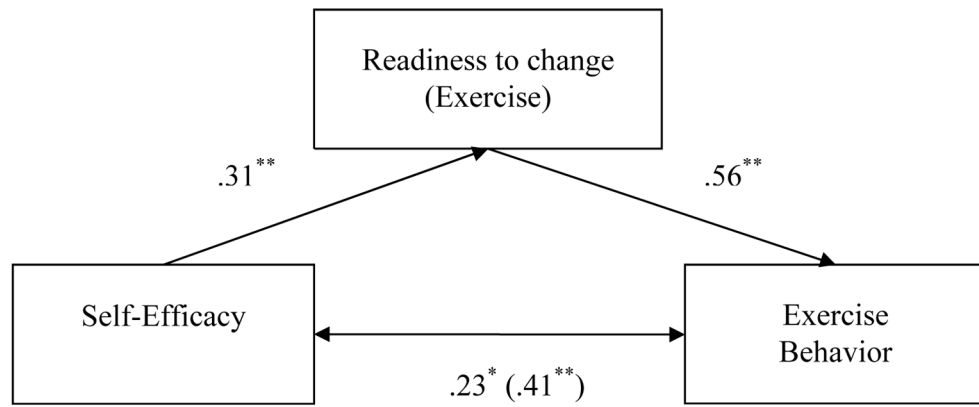 Readiness to change
(Exercise)
.31**
.56**
Self-Efficacy
Exercise
Behavior
.23* (.41**)